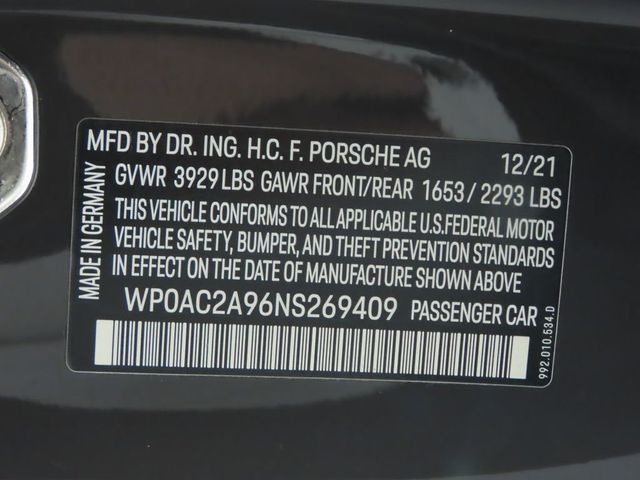 MFD BY DR. ING. H.C. F. PORSCHE AG 12/21
GVWR 3929 LBS GAWR FRONT/REAR 1653 / 2293 LBS
THIS VEHICLE CONFORMS TO ALL APPLICABLE U.S.FEDERAL MOTOR
VEHICLE SAFETY, BUMPER, AND THEFT PREVENTION STANDARDS
IN EFFECT ON THE DATE OF MANUFACTURE SHOWN ABOVE
WP0AC2A96NS269409 PASSENGER CAR
MADE IN GERMANY
992.010.534.D